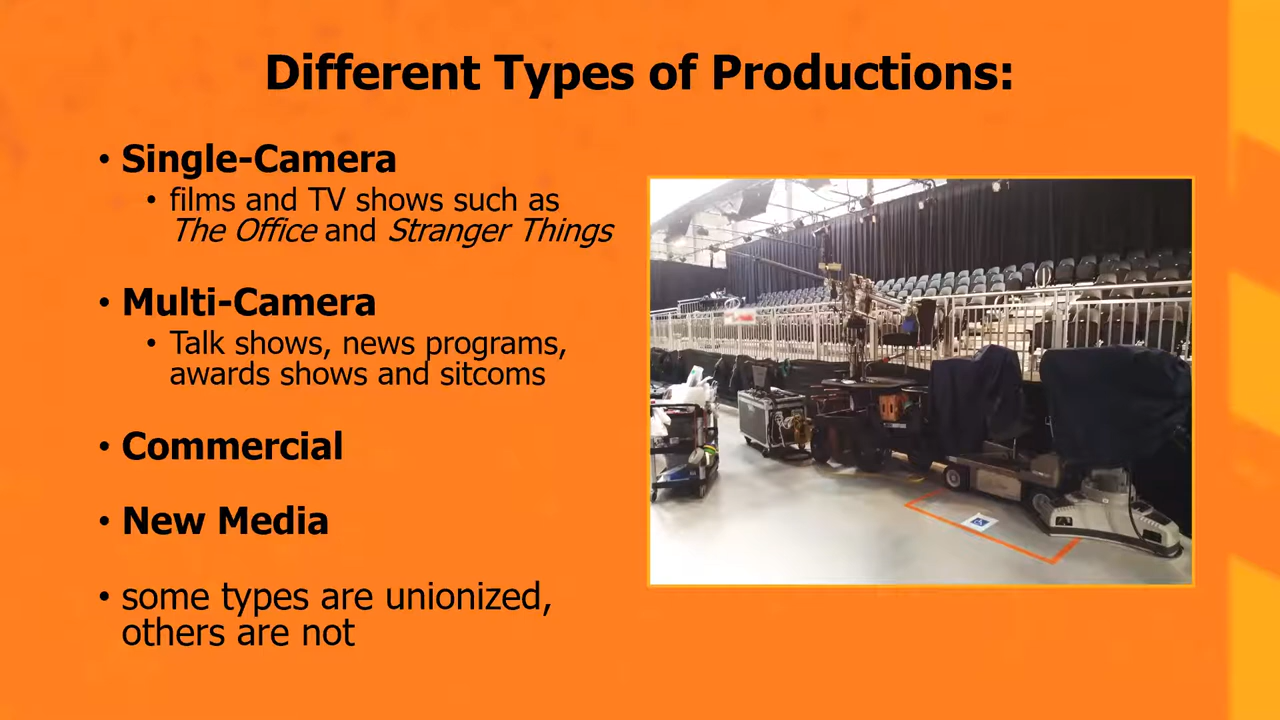 Different Types of Productions:
• Single-Camera
• films and TV shows such as
The Office and Stranger Things
• Multi-Camera
• Talk shows, news programs,
awards shows and sitcoms
• Commercial
• New Media
• some types are unionized,
others are not